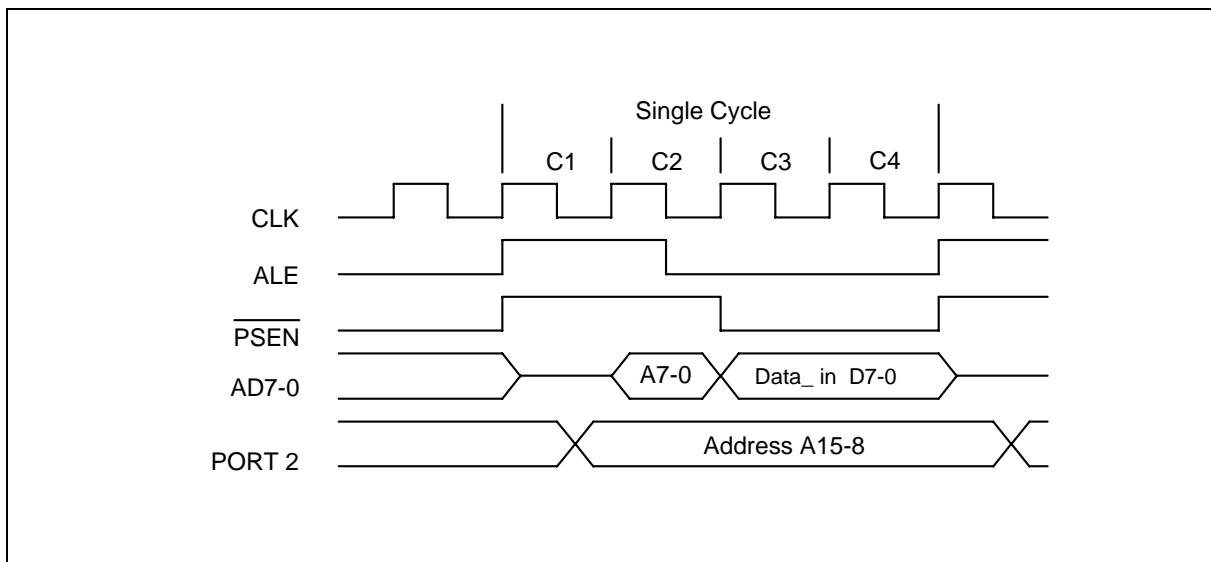 Single Cycle
C1 C2 C3 C4
CLK
ALE
PSEN
AD7-0 A7-0 Data_ in D7-0
PORT 2 Address A15-8